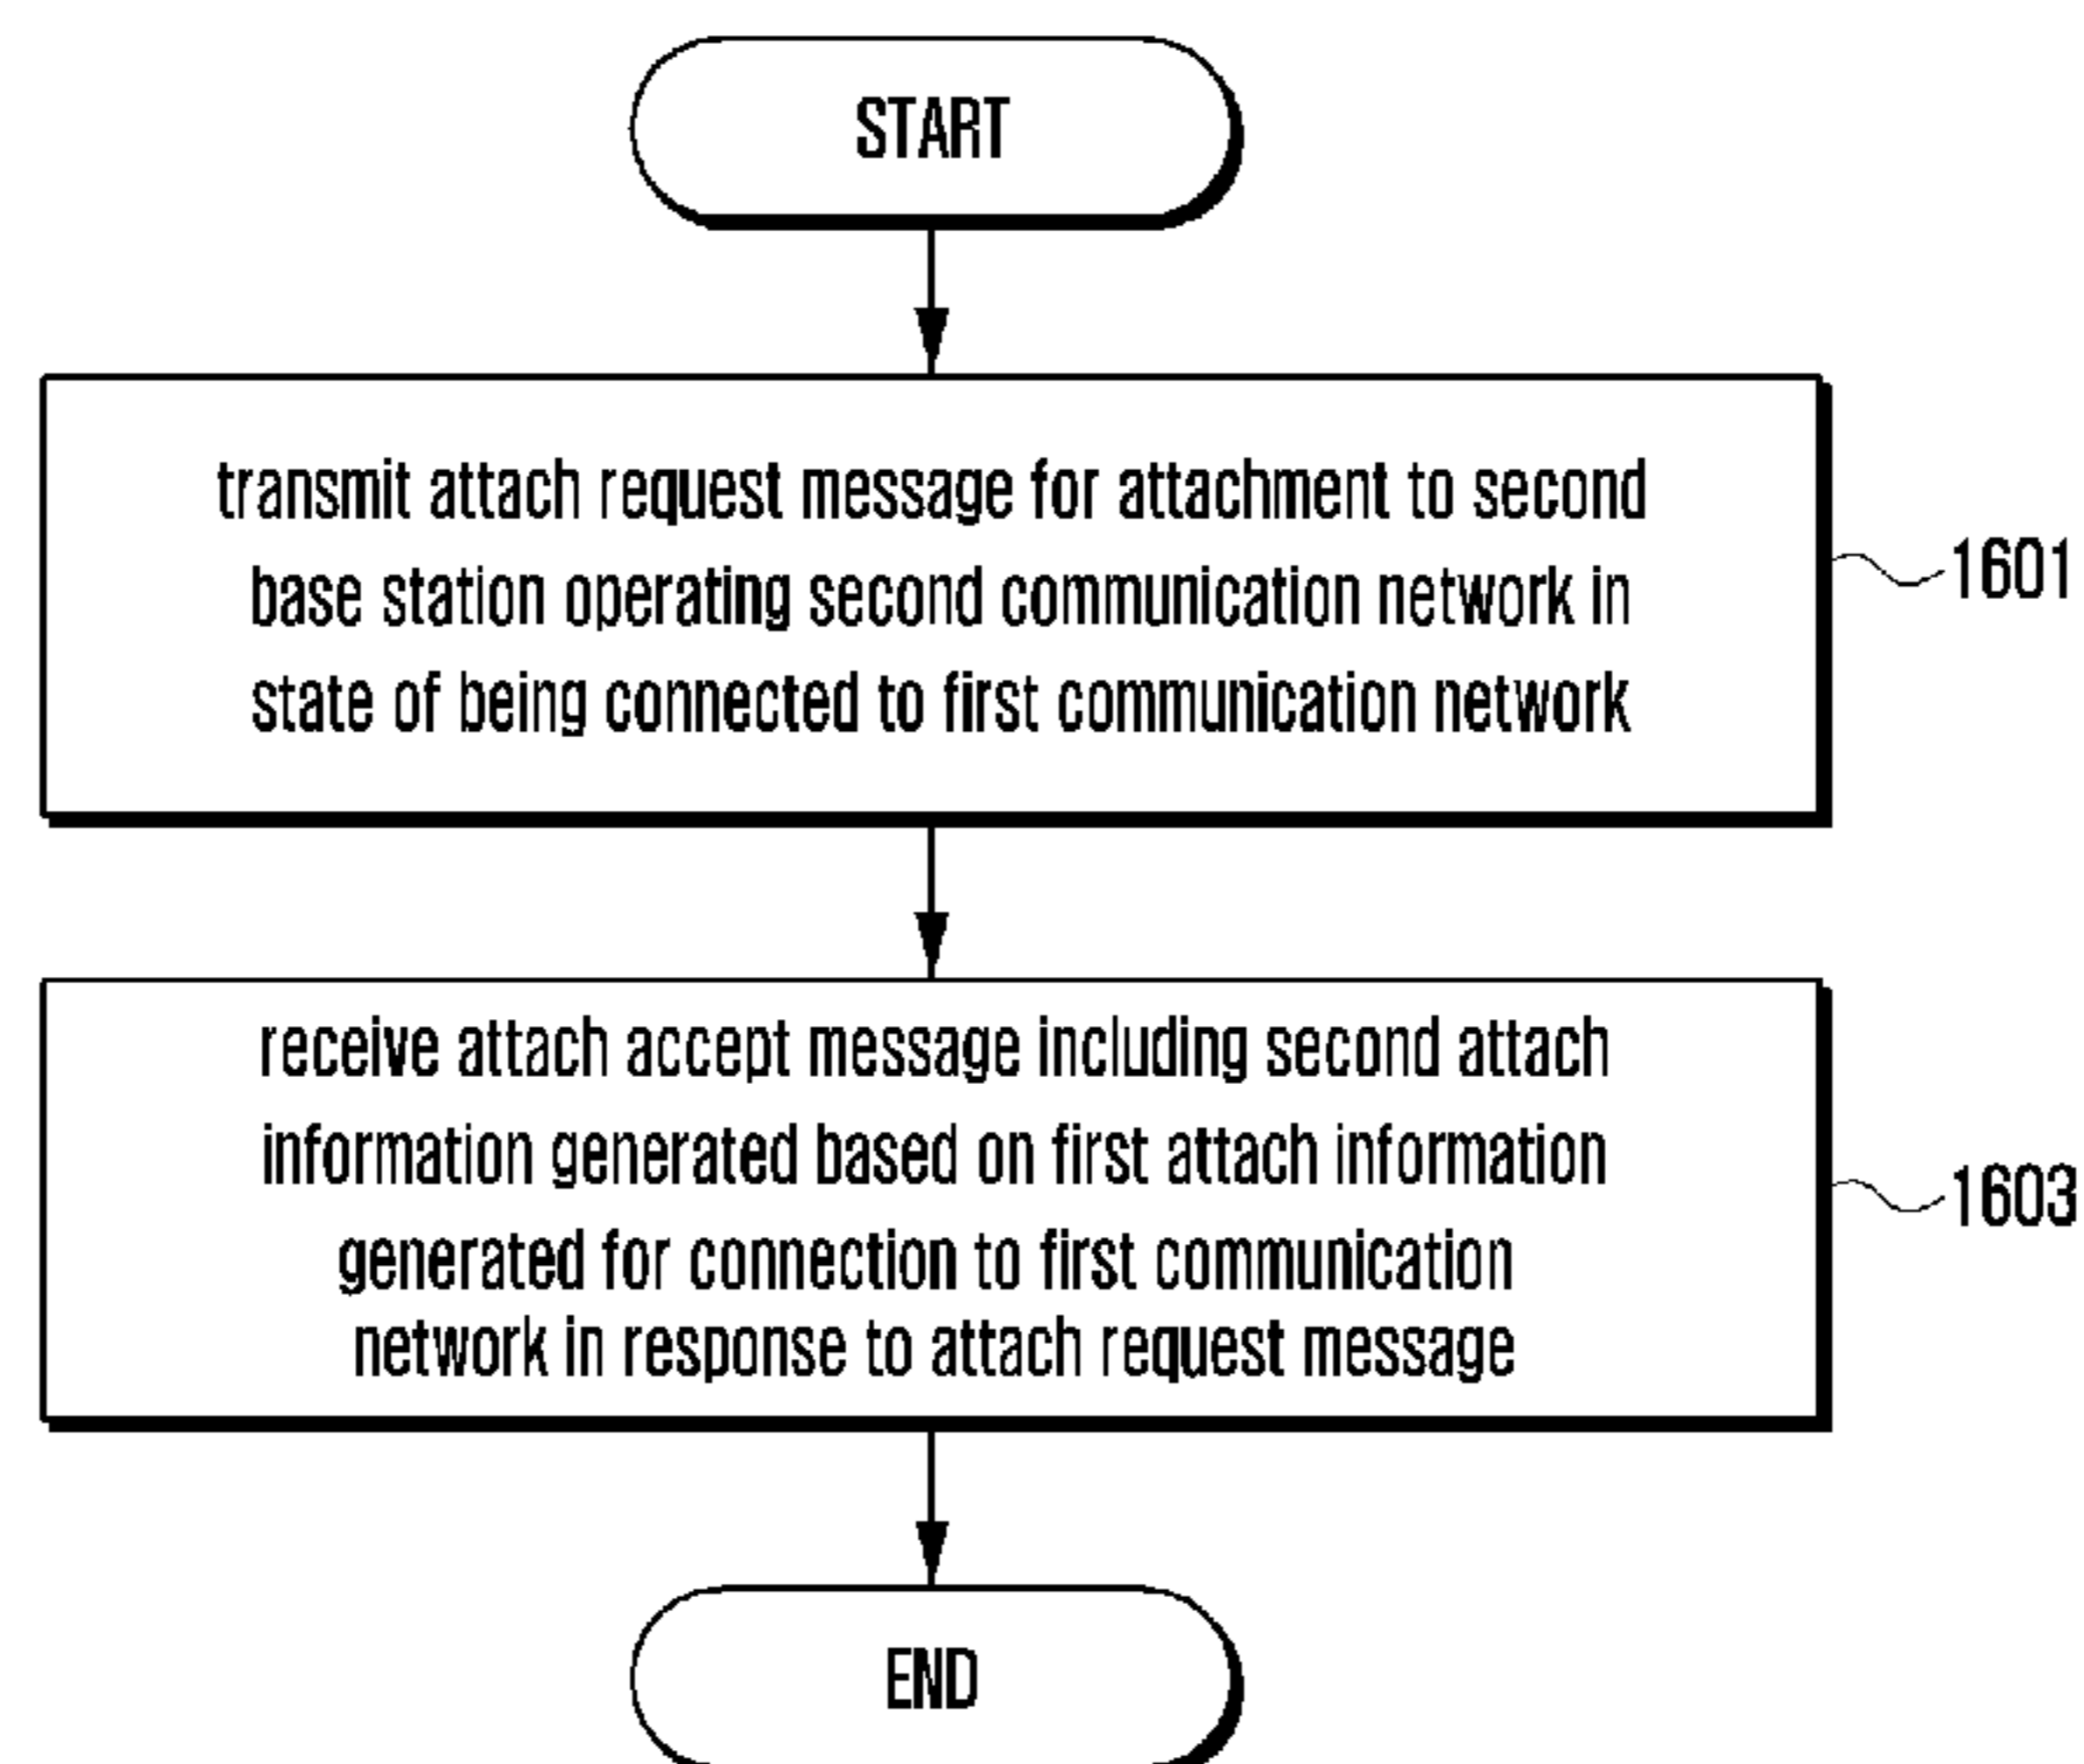 START
transmit attach request message for attachment to second
base station operating second communication network in
state of being connected to first communication network
1601
receive attach accept message including second attach
information generated based on first attach information
generated for connection to first communication
network in response to attach request message
1603
END